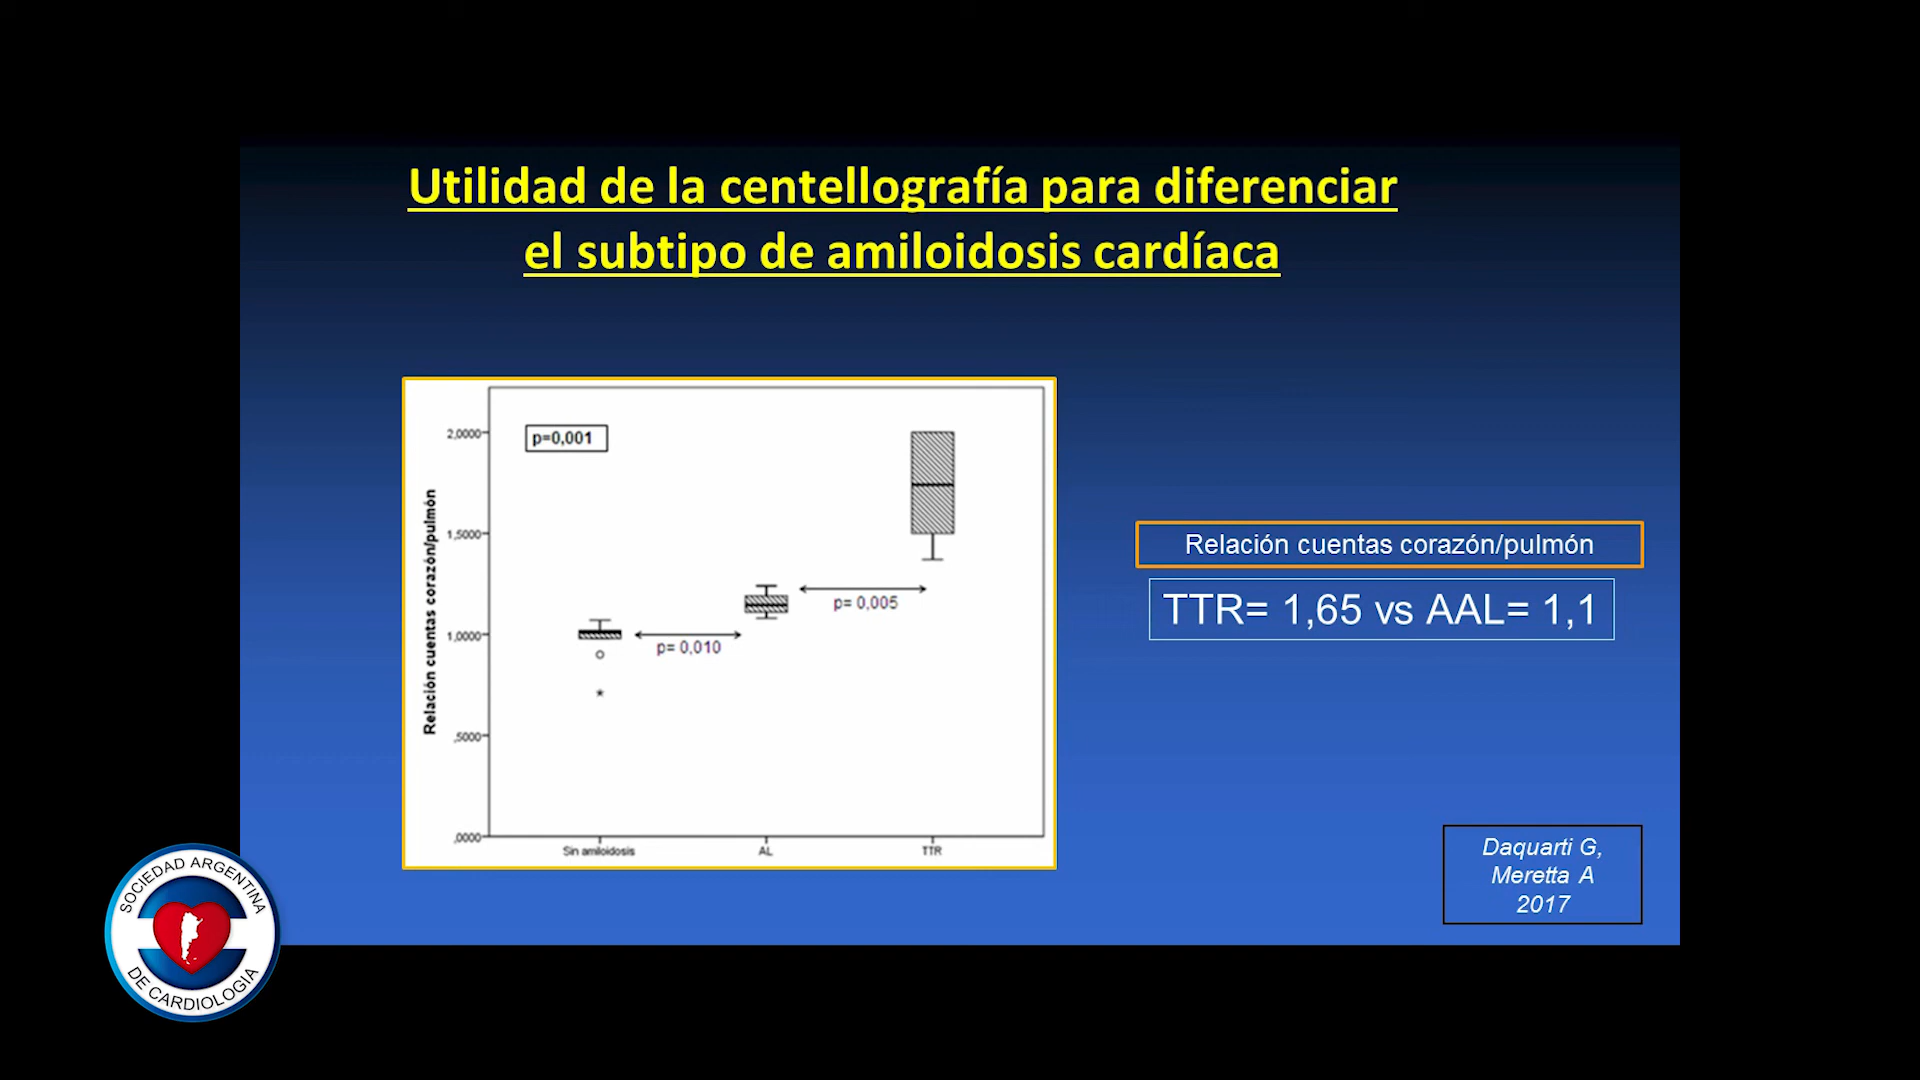 Utilidad de la centellografía para diferenciar
el subtipo de amiloidosis cardíaca
p=0,001
2,0000
1,5000
1,0000
,5000
,0000
Relación cuentas corazón/pulmón
p= 0,010
p= 0,005
Sin amiloidosis
AL
TTR
Relación cuentas corazón/pulmón
TTR= 1,65 vs AAL= 1,1
Daquarti G,
Meretta A
2017
SOCIEDAD ARGENTINA
DE CARDIOLOGIA